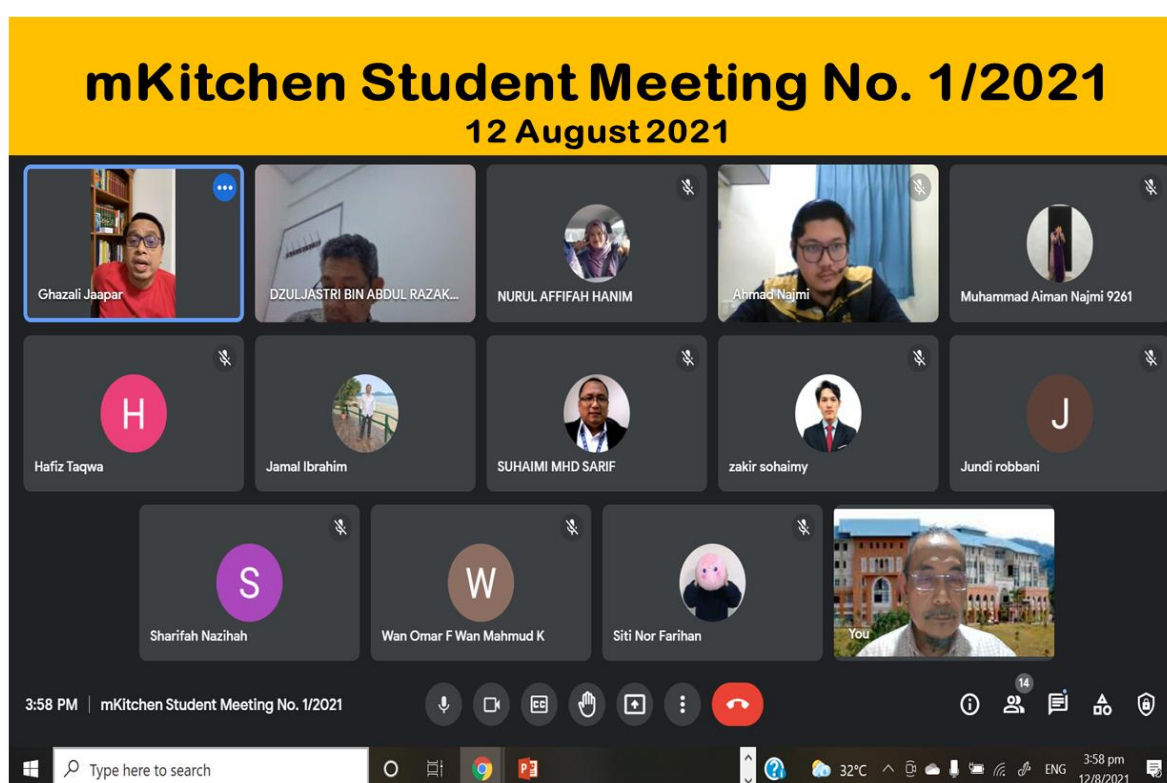 mKitchen Student Meeting No. 1/2021
12 August 2021
Ghazali Jaapar
DZULJASTRI BIN ABDUL RAZAK...
NURUL AFFIFAH HANIM
Ahmad Najmi
Muhammad Aiman Najmi 9261
H
Hafiz Taqwa
Jamal Ibrahim
SUHAIMI MHD SARIF
zakir sohaimy
J
Jundi robbani
S
Sharifah Nazihah
W
Wan Omar F Wan Mahmud K
Siti Nor Farihan
You
3:58 PM | mKitchen Student Meeting No. 1/2021
CC
14
Type here to search
32°C
ENG
3:58 pm
12/8/2021